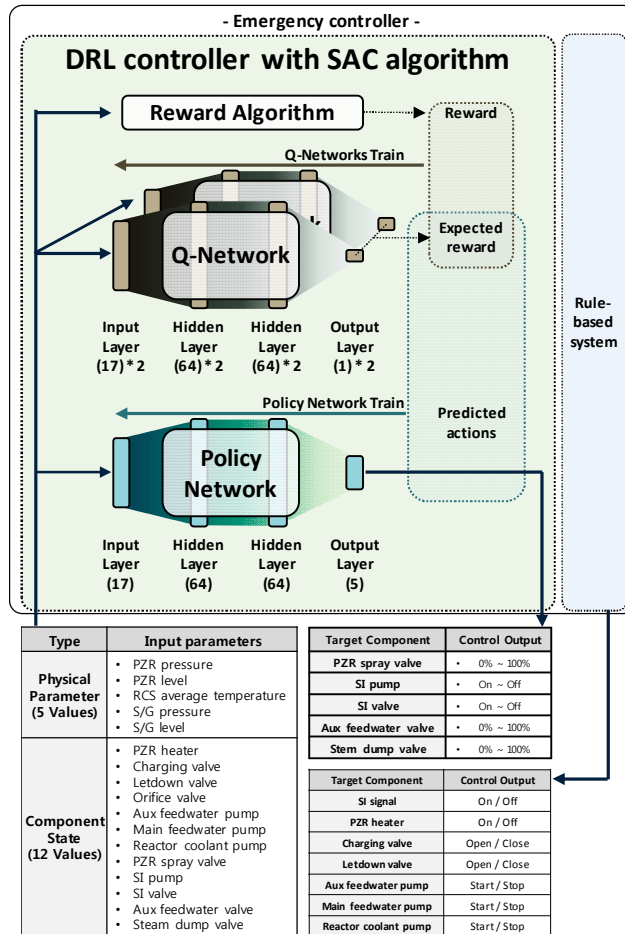 - Emergency controller -
DRL controller with SAC algorithm
Reward Algorithm
Reward
Q-Networks Train
k
Q-Network
Expected
reward
Input
Layer
(17) * 2
Hidden
Layer
(64) * 2
Hidden
Layer
(64) * 2
Output
Layer
(1) * 2
Rule-
based
system
Policy Network Train
Predicted
actions
Policy
Network
Input
Layer
(17)
Hidden
Layer
(64)
Hidden
Layer
(64)
Output
Layer
(5)
Type Input parameters
Physical
Parameter
(5 Values)
• PZR pressure
• PZR level
• RCS average temperature
• S/G pressure
• S/G level
Component
State
(12 Values)
• PZR heater
• Charging valve
• Letdown valve
• Orifice valve
• Aux feedwater pump
• Main feedwater pump
• Reactor coolant pump
• PZR spray valve
• SI pump
• SI valve
• Aux feedwater valve
• Steam dump valve
Target Component Control Output
PZR spray valve • 0% ~ 100%
SI pump • On ~ Off
SI valve • On ~ Off
Aux feedwater valve • 0% ~ 100%
Stem dump valve • 0% ~ 100%
Target Component Control Output
SI signal On / Off
PZR heater On / Off
Charging valve Open / Close
Letdown valve Open / Close
Aux feedwater pump Start / Stop
Main feedwater pump Start / Stop
Reactor coolant pump Start / Stop